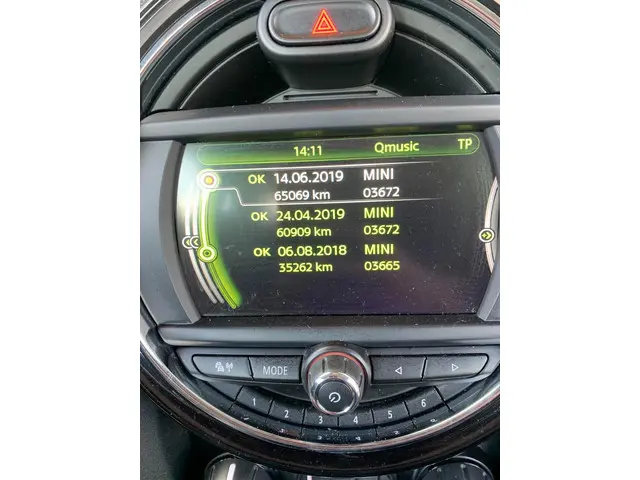 14:11 Qmusic TP
OK 14.06.2019 MINI
65069 km 03672
OK 24.04.2019 MINI
60909 km 03672
OK 06.08.2018 MINI
35262 km 03665
MODE
1 2 3 4 5 6